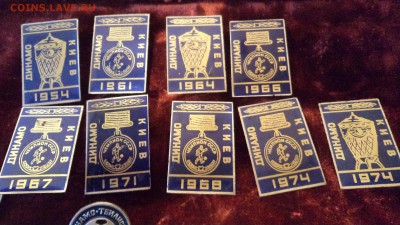 COINS.LAV.RU
ДИНАМО
КИЕВ
1954
ДИНАМО
КИЕВ
1961
ДИНАМО
КИЕВ
1964
ДИНАМО
КИЕВ
1966
ДИНАМО
КИЕВ
1967
ДИНАМО
КИЕВ
1971
ДИНАМО
КИЕВ
1968
ДИНАМО
КИЕВ
1974
ДИНАМО
КИЕВ
1974